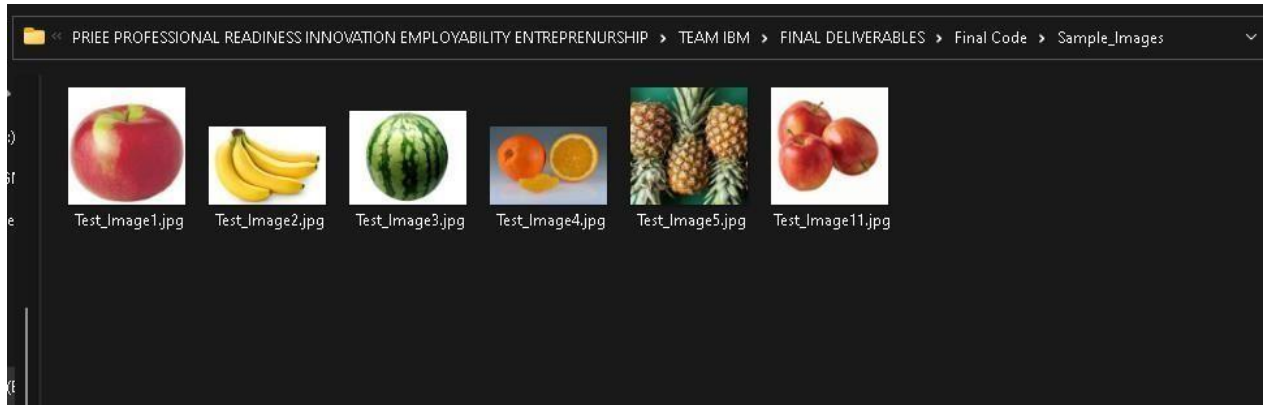 « PRIEE PROFESSIONAL READINESS INNOVATION EMPLOYABILITY ENTREPRENURSHIP > TEAM IBM > FINAL DELIVERABLES > Final Code > Sample_Images
Test_Image1.jpg Test_Image2.jpg Test_Image3.jpg Test_Image4.jpg Test_Image5.jpg Test_Image11.jpg